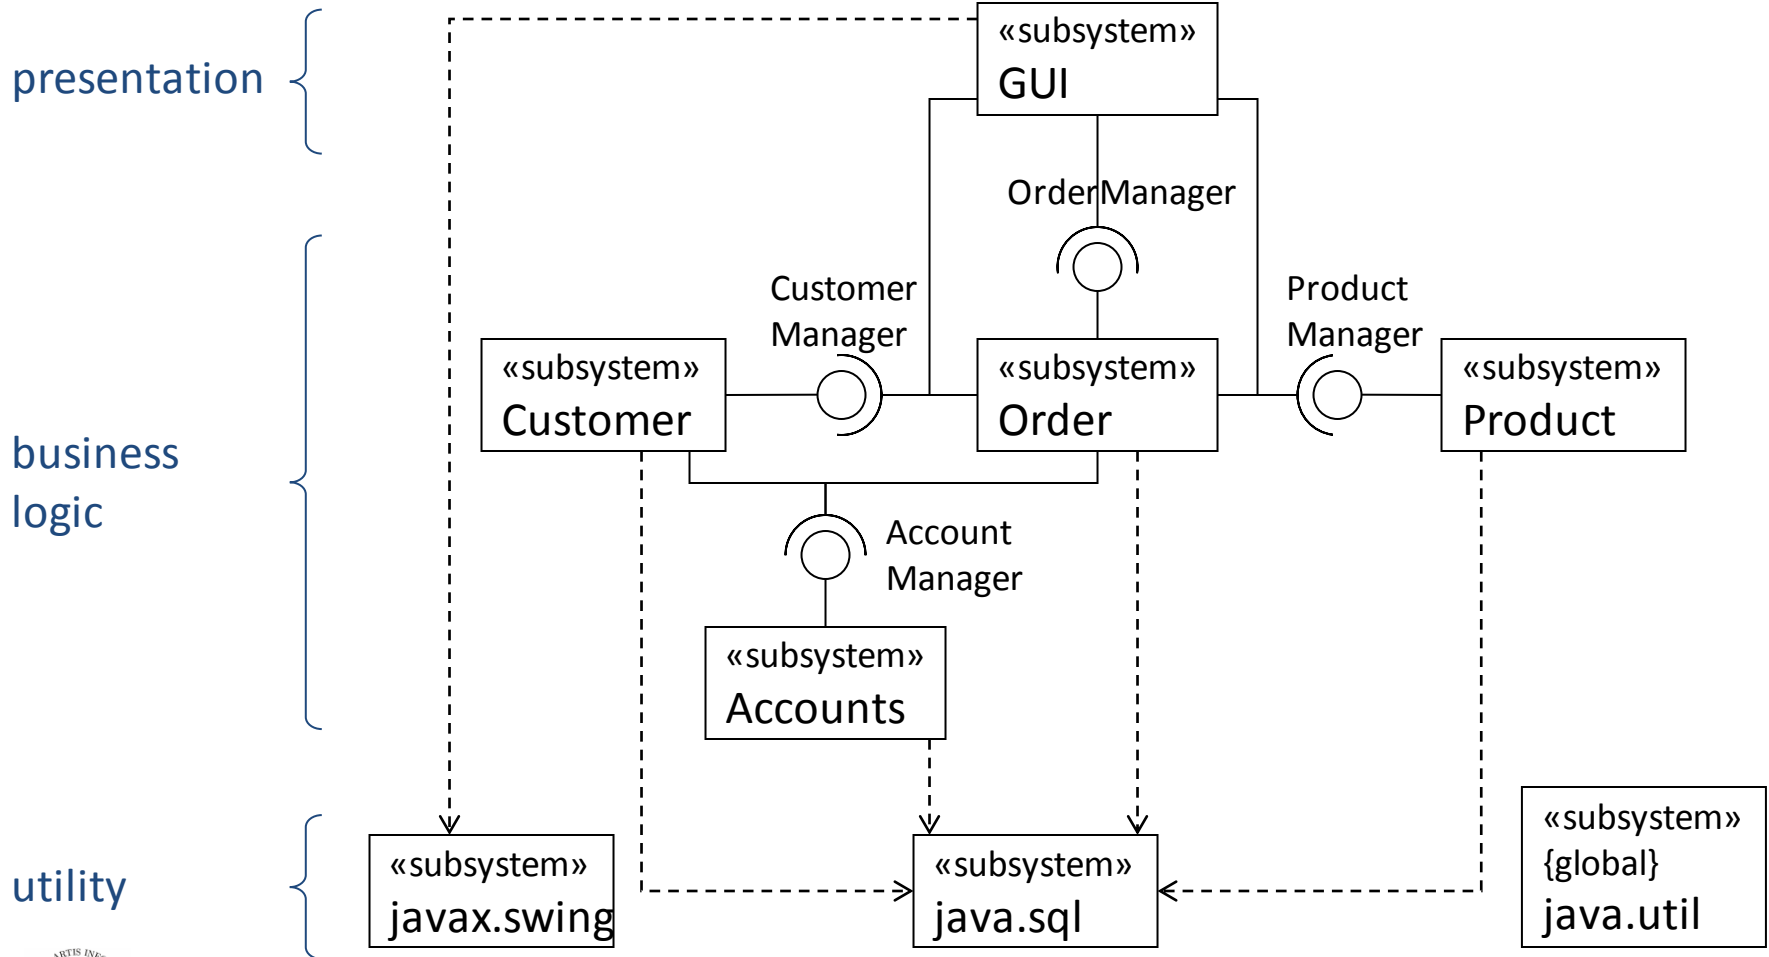 presentation
«subsystem»
GUI
OrderManager
Customer
Manager
Product
Manager
«subsystem»
Customer
«subsystem»
Order
«subsystem»
Product
business
logic
Account
Manager
«subsystem»
Accounts
utility
«subsystem»
javax.swing
«subsystem»
java.sql
«subsystem»
{global}
java.util